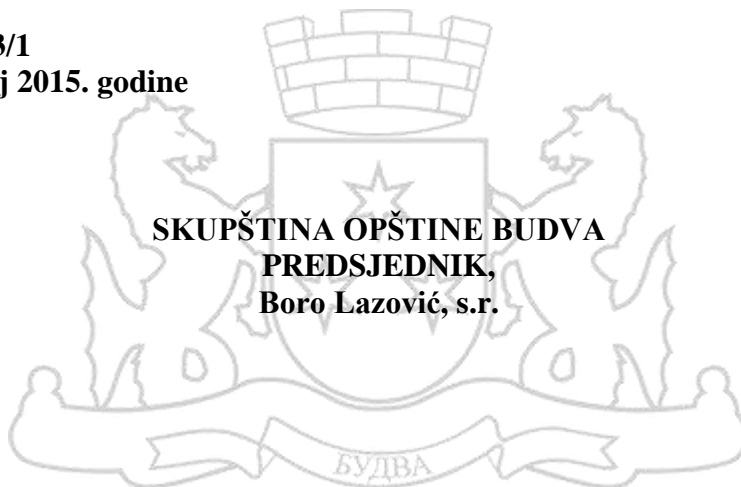 3/1
j 2015. godine
SKUPŠTINA OPŠTINE BUDVA
PREDSJEDNIK,
Boro Lazović, s.r.
БУДВА